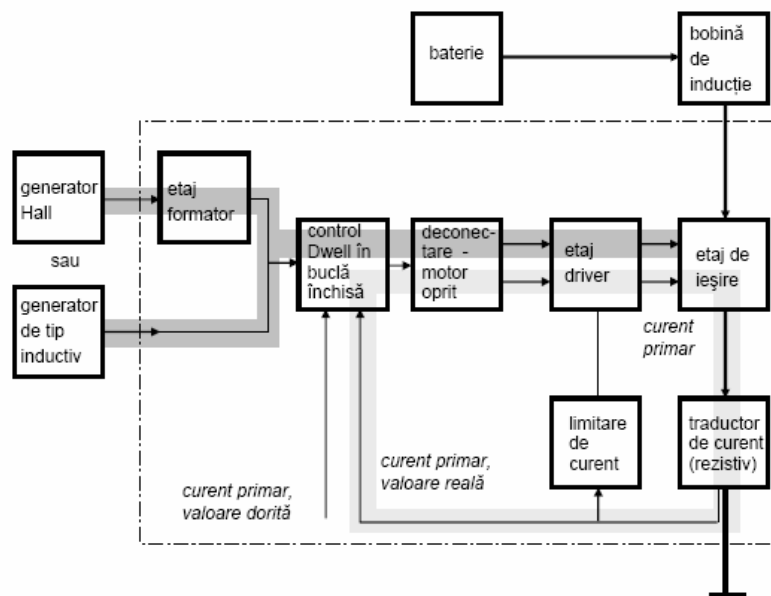 baterie
bobină
de
inducție
generator
Hall
etaj
formator
sau
generator
de tip
inductiv
control
Dwell în
buclă
închisă
deconec-
tare -
motor
oprit
etaj
driver
etaj de
ieşire
curent
primar
limitare
de
curent
traductor
de curent
(rezistiv)
curent primar,
valoare reală
curent primar,
valoare dorită